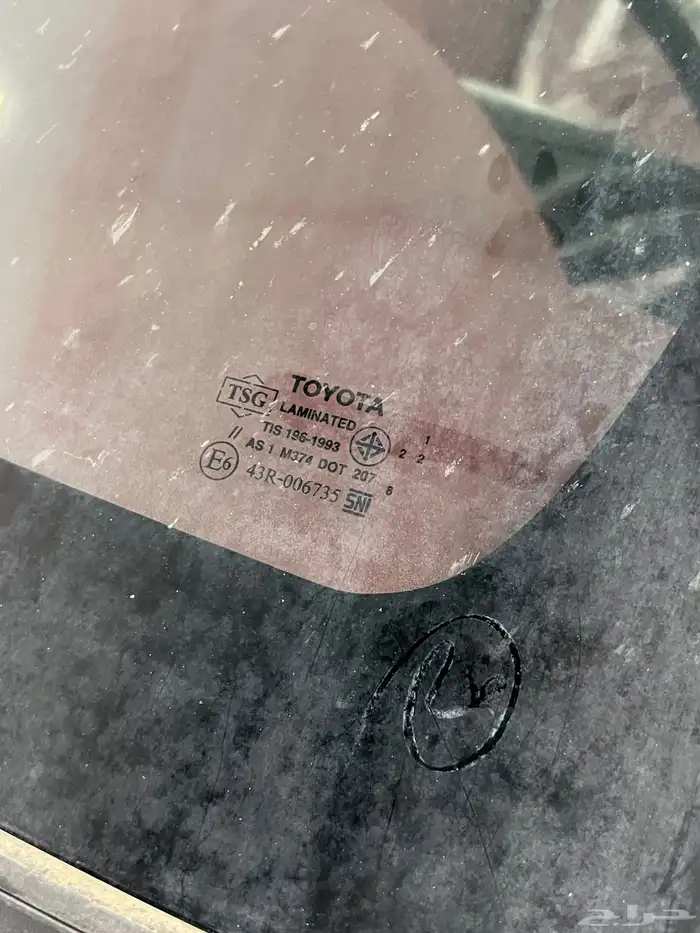 TOYOTA
TSG
LAMINATED
TIS 196-1993
// AS 1 M374 DOT 207
E6 43R-006735 SNI
1
2 2
8
حراج